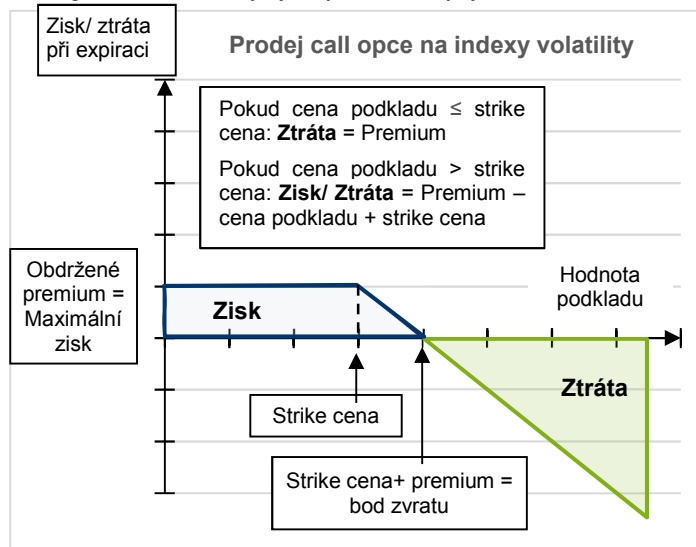 Zisk/ ztráta
při expiraci
Prodej call opce na indexy volatility
Pokud cena podkladu ≤ strike
cena: Ztráta = Premium
Pokud cena podkladu > strike
cena: Zisk/ Ztráta = Premium –
cena podkladu + strike cena
Obdržené
premium =
Maximální
zisk
Zisk
Hodnota
podkladu
Ztráta
Strike cena
Strike cena+ premium =
bod zvratu